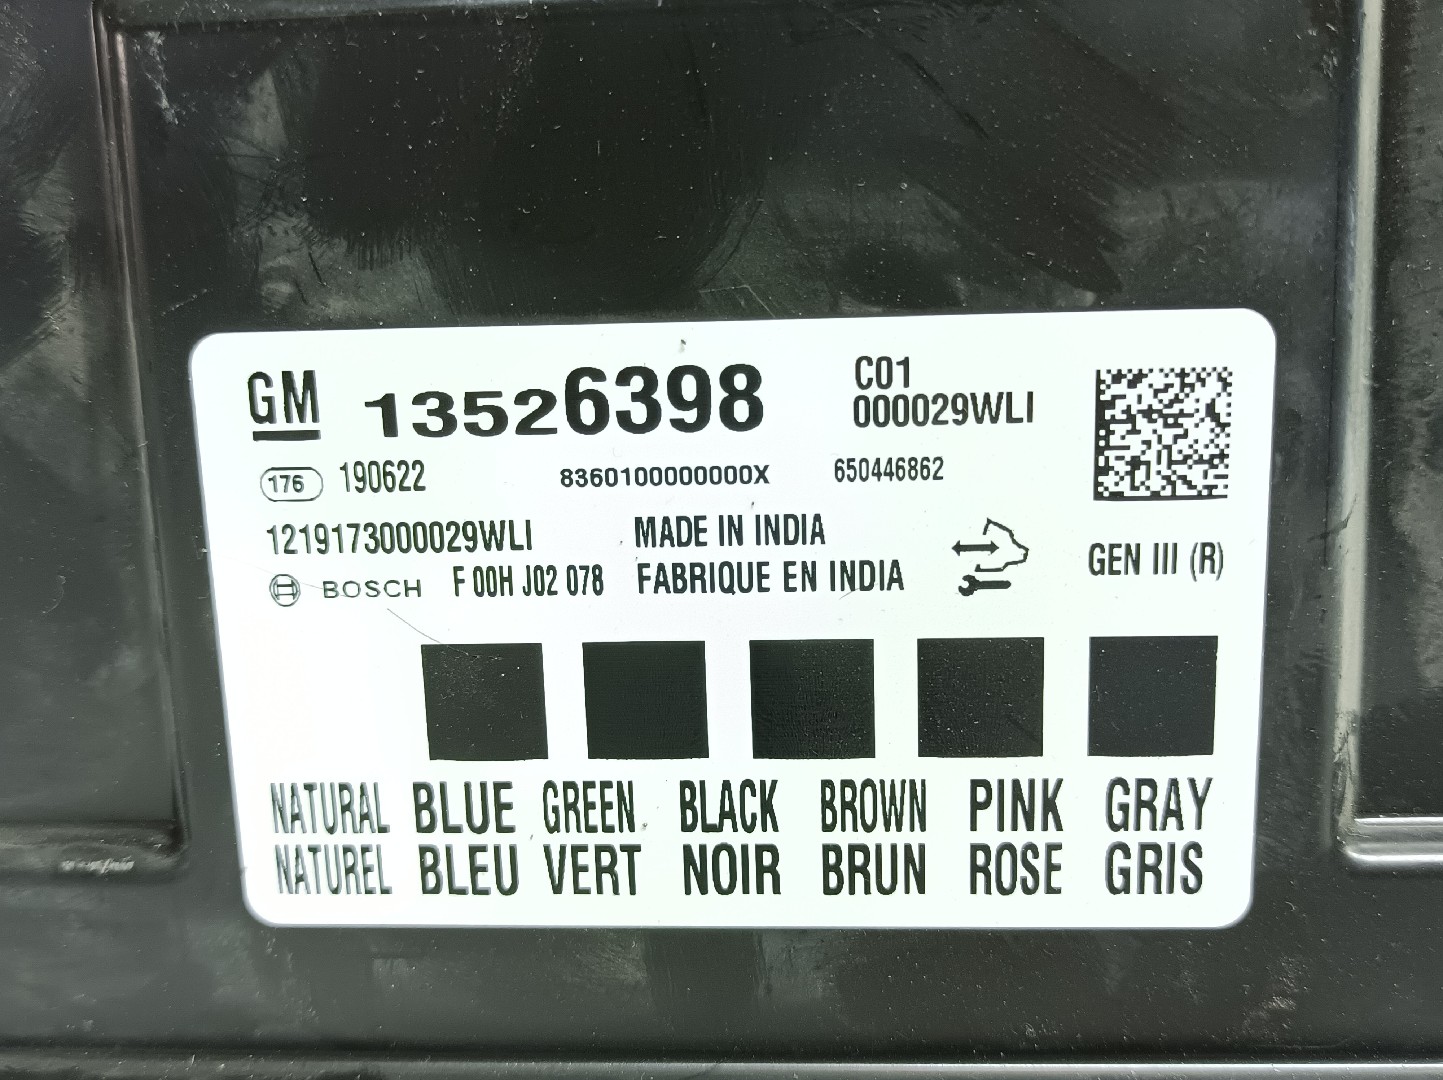 GM 13526398 C01
000029WLI
176 190622 8360100000000X 650446862
1219173000029WLI MADE IN INDIA
BOSCH F 00H J02 078 FABRIQUE EN INDIA GEN III (R)
NATURAL BLUE GREEN BLACK BROWN PINK GRAY
NATUREL BLEU VERT NOIR BRUN ROSE GRIS